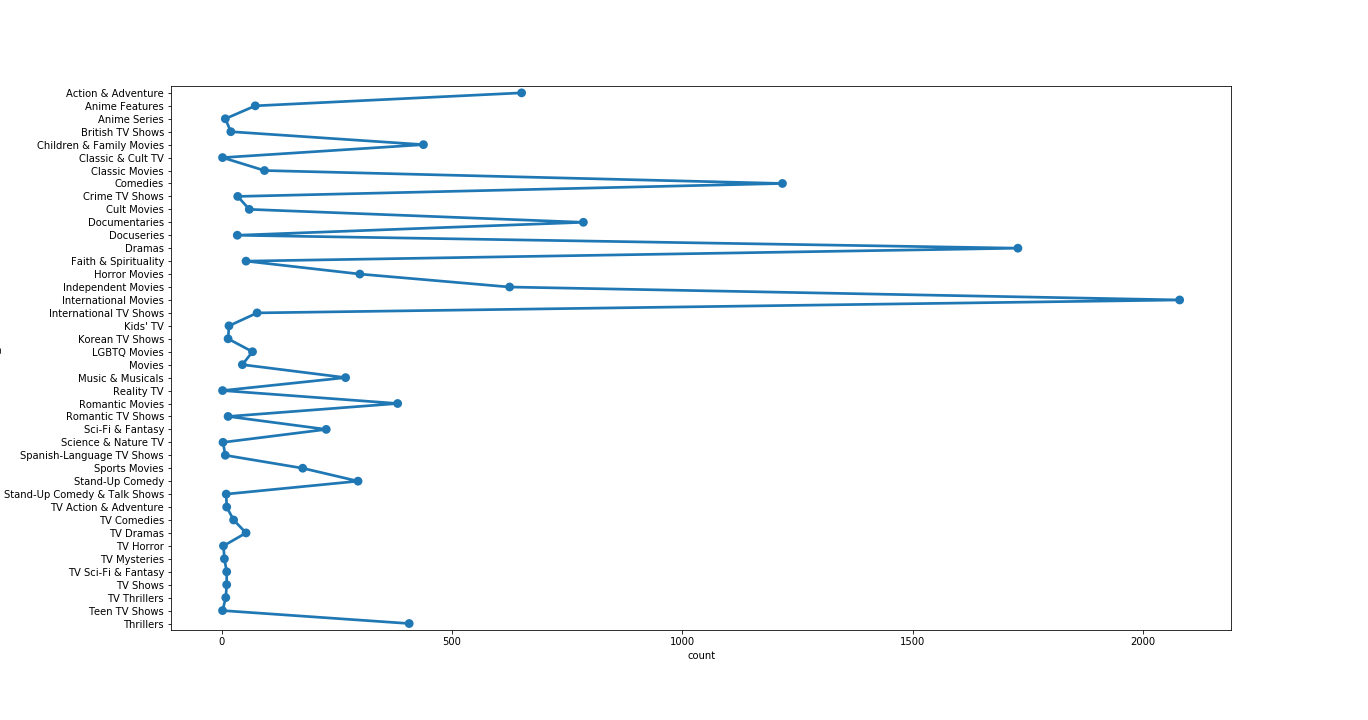 Action & Adventure
Anime Features
Anime Series
British TV Shows
Children & Family Movies
Classic & Cult TV
Classic Movies
Comedies
Crime TV Shows
Cult Movies
Documentaries
Docuseries
Dramas
Faith & Spirituality
Horror Movies
Independent Movies
International Movies
International TV Shows
Kids' TV
Korean TV Shows
LGBTQ Movies
Movies
Music & Musicals
Reality TV
Romantic Movies
Romantic TV Shows
Sci-Fi & Fantasy
Science & Nature TV
Spanish-Language TV Shows
Sports Movies
Stand-Up Comedy
Stand-Up Comedy & Talk Shows
TV Action & Adventure
TV Comedies
TV Dramas
TV Horror
TV Mysteries
TV Sci-Fi & Fantasy
TV Shows
TV Thrillers
Teen TV Shows
Thrillers
0 500 1000 1500 2000
count